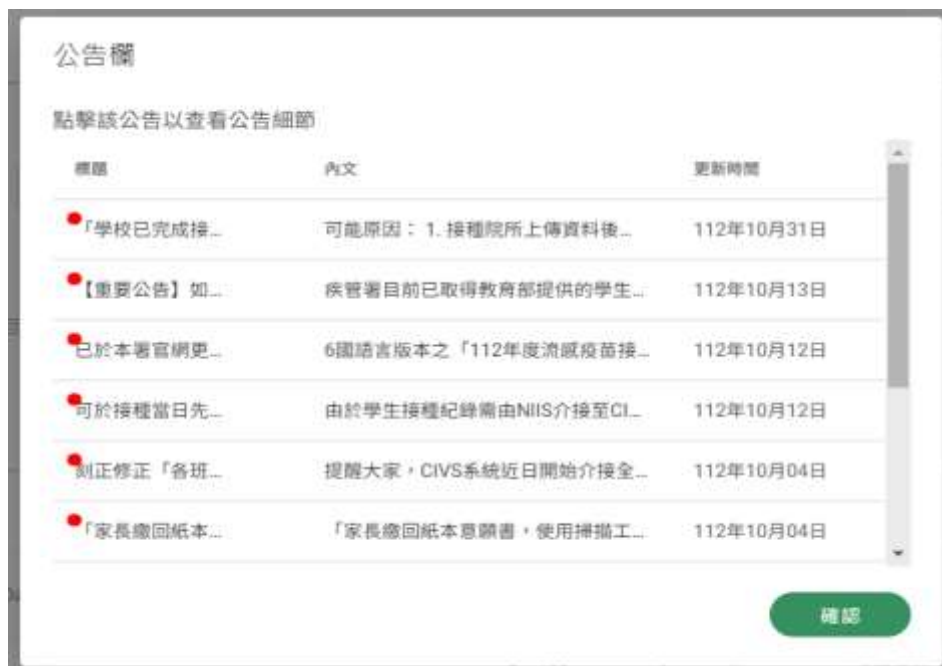 公告欄
點擊該公告以查看公告細節
標題 內文 更新時間
「學校已完成接... 可能原因： 1. 接種院所上傳資料後... 112年10月31日
【重要公告】如... 疾管署目前已取得教育部提供的學生... 112年10月13日
已於本署官網更... 6國語言版本之「112年度流感疫苗接... 112年10月12日
可於接種當日先... 由於學生接種紀錄需由NIIS介接至CI... 112年10月12日
刻正修正「各班... 提醒大家，CIVS系統近日開始介接全... 112年10月04日
「家長繳回紙本... 「家長繳回紙本意願書，使用掃描工... 112年10月04日
確認